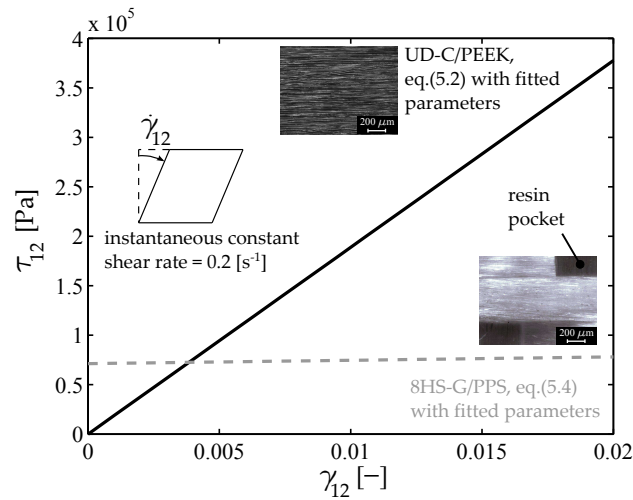 x 10⁵
4
3.5
3
2.5
2
1.5
1
0.5
0
τ₁₂ [Pa]
0
0.005
0.01
0.015
0.02
γ₁₂ [−]
UD-C/PEEK,
eq.(5.2) with fitted
parameters
200 μm
γ̇₁₂
instantaneous constant
shear rate = 0.2 [s⁻¹]
resin
pocket
200 μm
8HS-G/PPS, eq.(5.4)
with fitted parameters